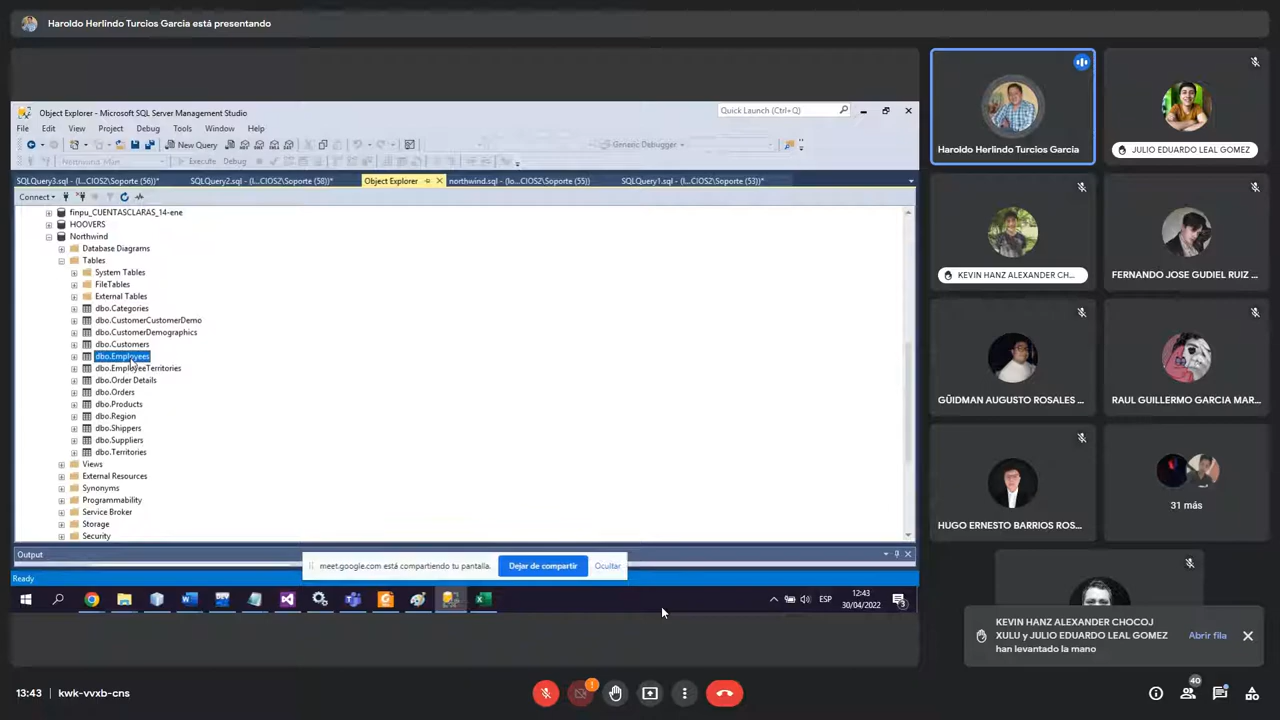 Haroldo Herlindo Turcios Garcia está presentando
Object Explorer - Microsoft SQL Server Management Studio
Quick Launch (Ctrl+Q)
File Edit View Project Debug Tools Window Help
New Query
Generic Debugger
Execute Debug
SQLQuery3.sql - (l...CIOS2\Soporte (56))* SQLQuery2.sql - (l...CIOS2\Soporte (58))* Object Explorer northwind.sql - (lo...CIOS2\Soporte (55)) SQLQuery1.sql - (l...CIOS2\Soporte (53))*
Connect
finpu_CUENTASCLARAS_14-ene
HOOVERS
Northwind
Database Diagrams
Tables
System Tables
FileTables
External Tables
dbo.Categories
dbo.CustomerCustomerDemo
dbo.CustomerDemographics
dbo.Customers
dbo.Employees
dbo.EmployeeTerritories
dbo.Order Details
dbo.Orders
dbo.Products
dbo.Region
dbo.Shippers
dbo.Suppliers
dbo.Territories
Views
External Resources
Synonyms
Programmability
Service Broker
Storage
Security
Output
meet.google.com está compartiendo tu pantalla.
Dejar de compartir
Ocultar
Ready
ESP
12:43
30/04/2022
3
Haroldo Herlindo Turcios Garcia
JULIO EDUARDO LEAL GOMEZ
KEVIN HANZ ALEXANDER CH...
FERNANDO JOSE GUDIEL RUIZ ...
GÜIDMAN AUGUSTO ROSALES ...
RAUL GUILLERMO GARCIA MAR...
HUGO ERNESTO BARRIOS ROS...
31 más
KEVIN HANZ ALEXANDER CHOCOJ
XULU y JULIO EDUARDO LEAL GOMEZ
han levantado la mano
Abrir fila
13:43
kwk-vvxb-cns
40